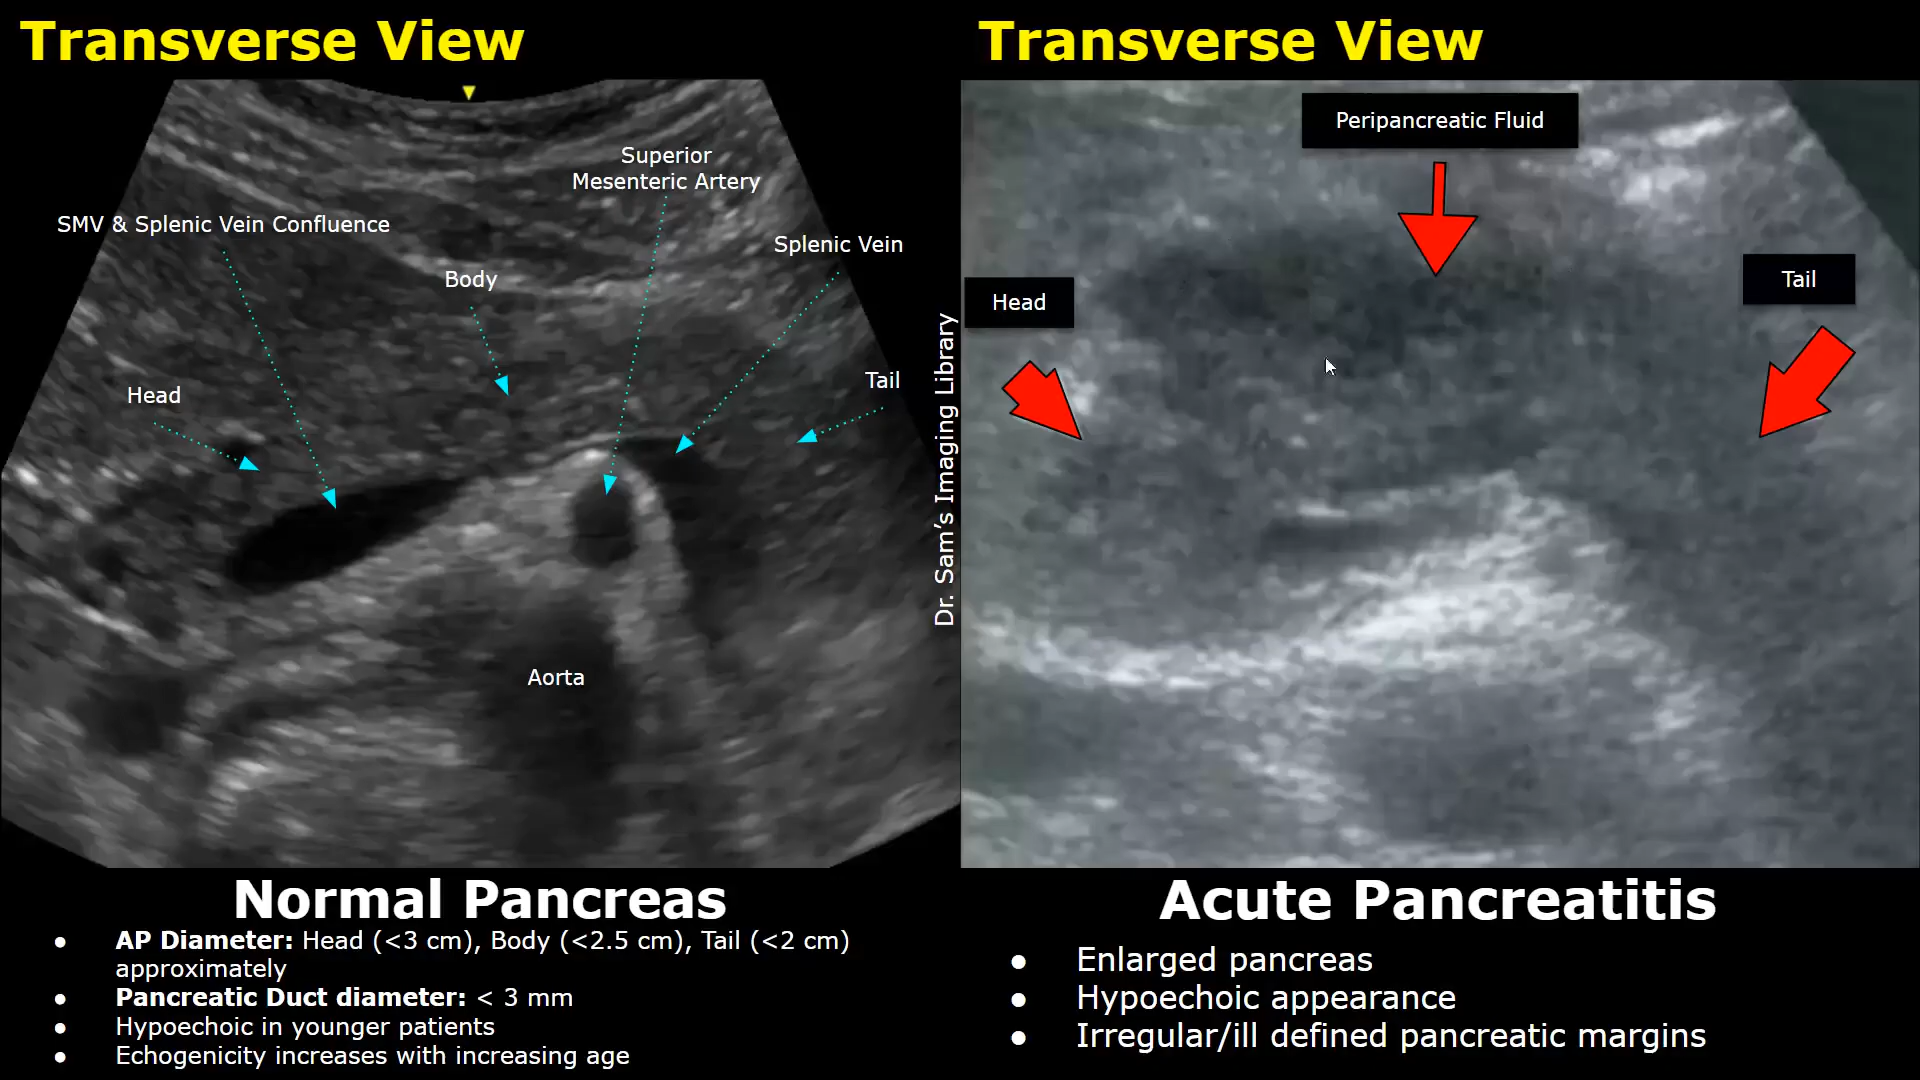 Transverse View
Superior
Mesenteric Artery
SMV & Splenic Vein Confluence
Splenic Vein
Body
Tail
Head
Aorta
Normal Pancreas
● AP Diameter: Head (<3 cm), Body (<2.5 cm), Tail (<2 cm)
approximately
● Pancreatic Duct diameter: < 3 mm
● Hypoechoic in younger patients
● Echogenicity increases with increasing age
Dr. Sam’s Imaging Library
Transverse View
Peripancreatic Fluid
Head
Tail
Acute Pancreatitis
● Enlarged pancreas
● Hypoechoic appearance
● Irregular/ill defined pancreatic margins